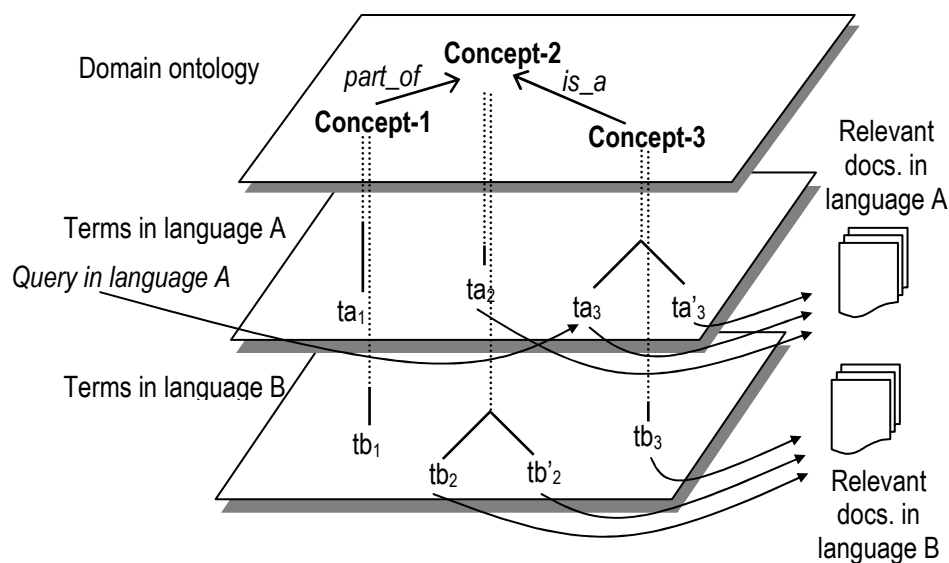 Domain ontology
Concept-2
part_of
is_a
Concept-1
Concept-3
Relevant
docs. in
language A
Terms in language A
Query in language A
ta1
ta2
ta3
ta'3
Terms in language B
tb1
tb2
tb'2
tb3
Relevant
docs. in
language B